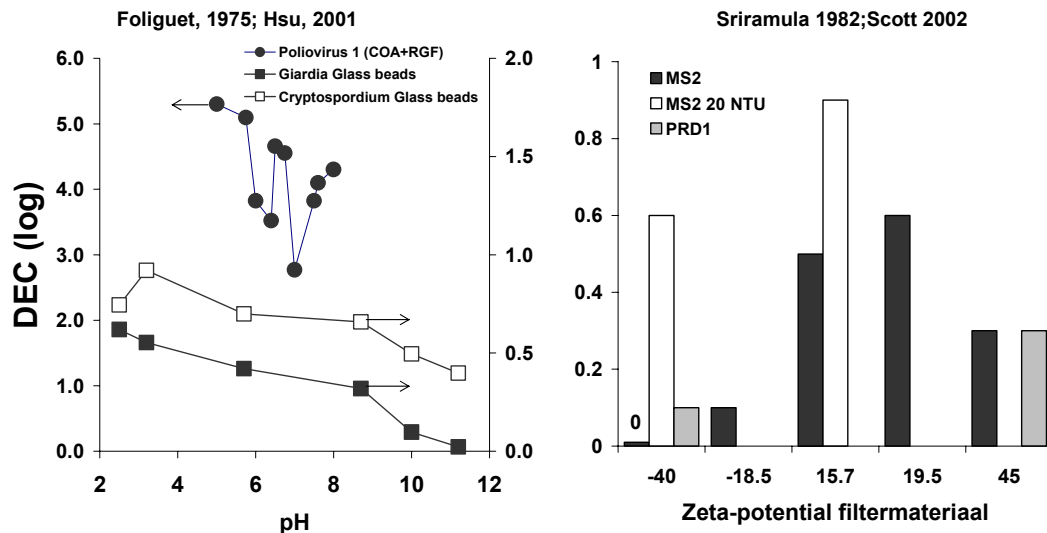 Foliguet, 1975; Hsu, 2001
Poliovirus 1 (COA+RGF)
Giardia Glass beads
Cryptospordium Glass beads
DEC (log)
6.0
5.0
4.0
3.0
2.0
1.0
0.0
2.0
1.5
1.0
0.5
0.0
2 4 6 8 10 12
pH
Sriramula 1982;Scott 2002
MS2
MS2 20 NTU
PRD1
1
0.8
0.6
0.4
0.2
0
0
-40 -18.5 15.7 19.5 45
Zeta-potential filtermateriaal